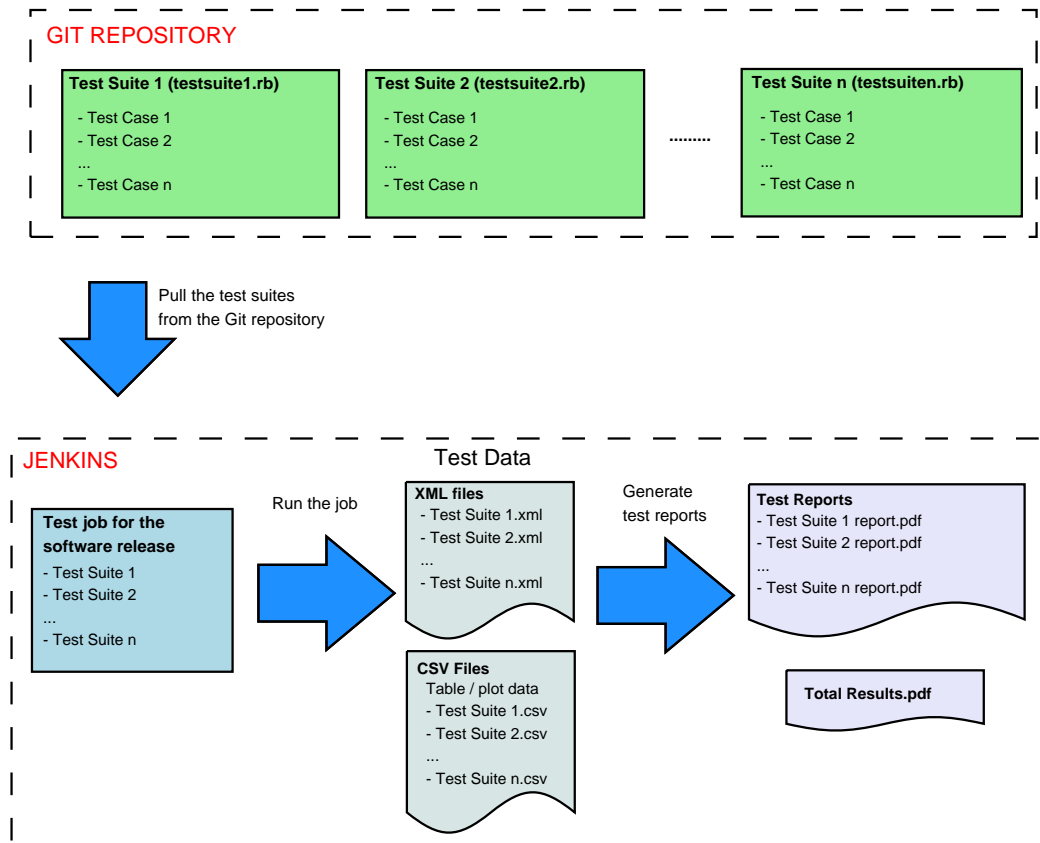 GIT REPOSITORY
Test Suite 1 (testsuite1.rb)
- Test Case 1
- Test Case 2
...
- Test Case n
Test Suite 2 (testsuite2.rb)
- Test Case 1
- Test Case 2
...
- Test Case n
.........
Test Suite n (testsuiten.rb)
- Test Case 1
- Test Case 2
...
- Test Case n
Pull the test suites
from the Git repository
JENKINS
Test job for the
software release
- Test Suite 1
- Test Suite 2
...
- Test Suite n
Run the job
Test Data
XML files
- Test Suite 1.xml
- Test Suite 2.xml
...
- Test Suite n.xml
CSV Files
Table / plot data
- Test Suite 1.csv
- Test Suite 2.csv
...
- Test Suite n.csv
Generate
test reports
Test Reports
- Test Suite 1 report.pdf
- Test Suite 2 report.pdf
...
- Test Suite n report.pdf
Total Results.pdf